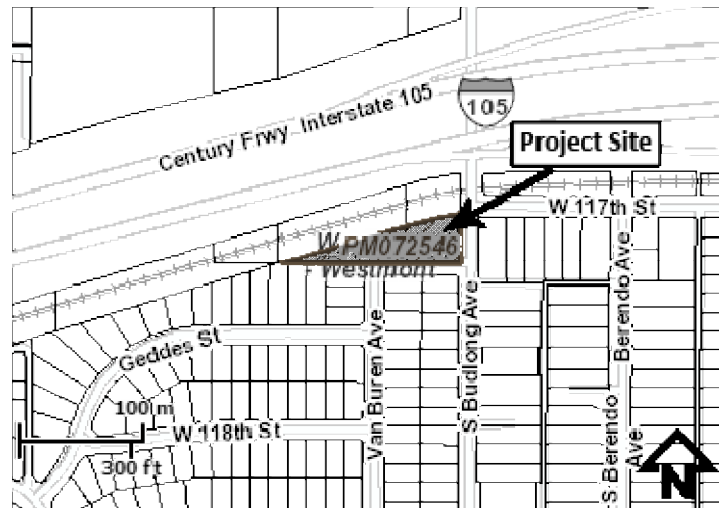 Century Frwy Interstate 105
105
Project Site
W 117th St
W
PM072546
- Westmont
Berendo Ave
S Budlong Ave
Van Buren Ave
Geddes St
100 m
W 118th St
300 ft
S Berendo
Ave
N